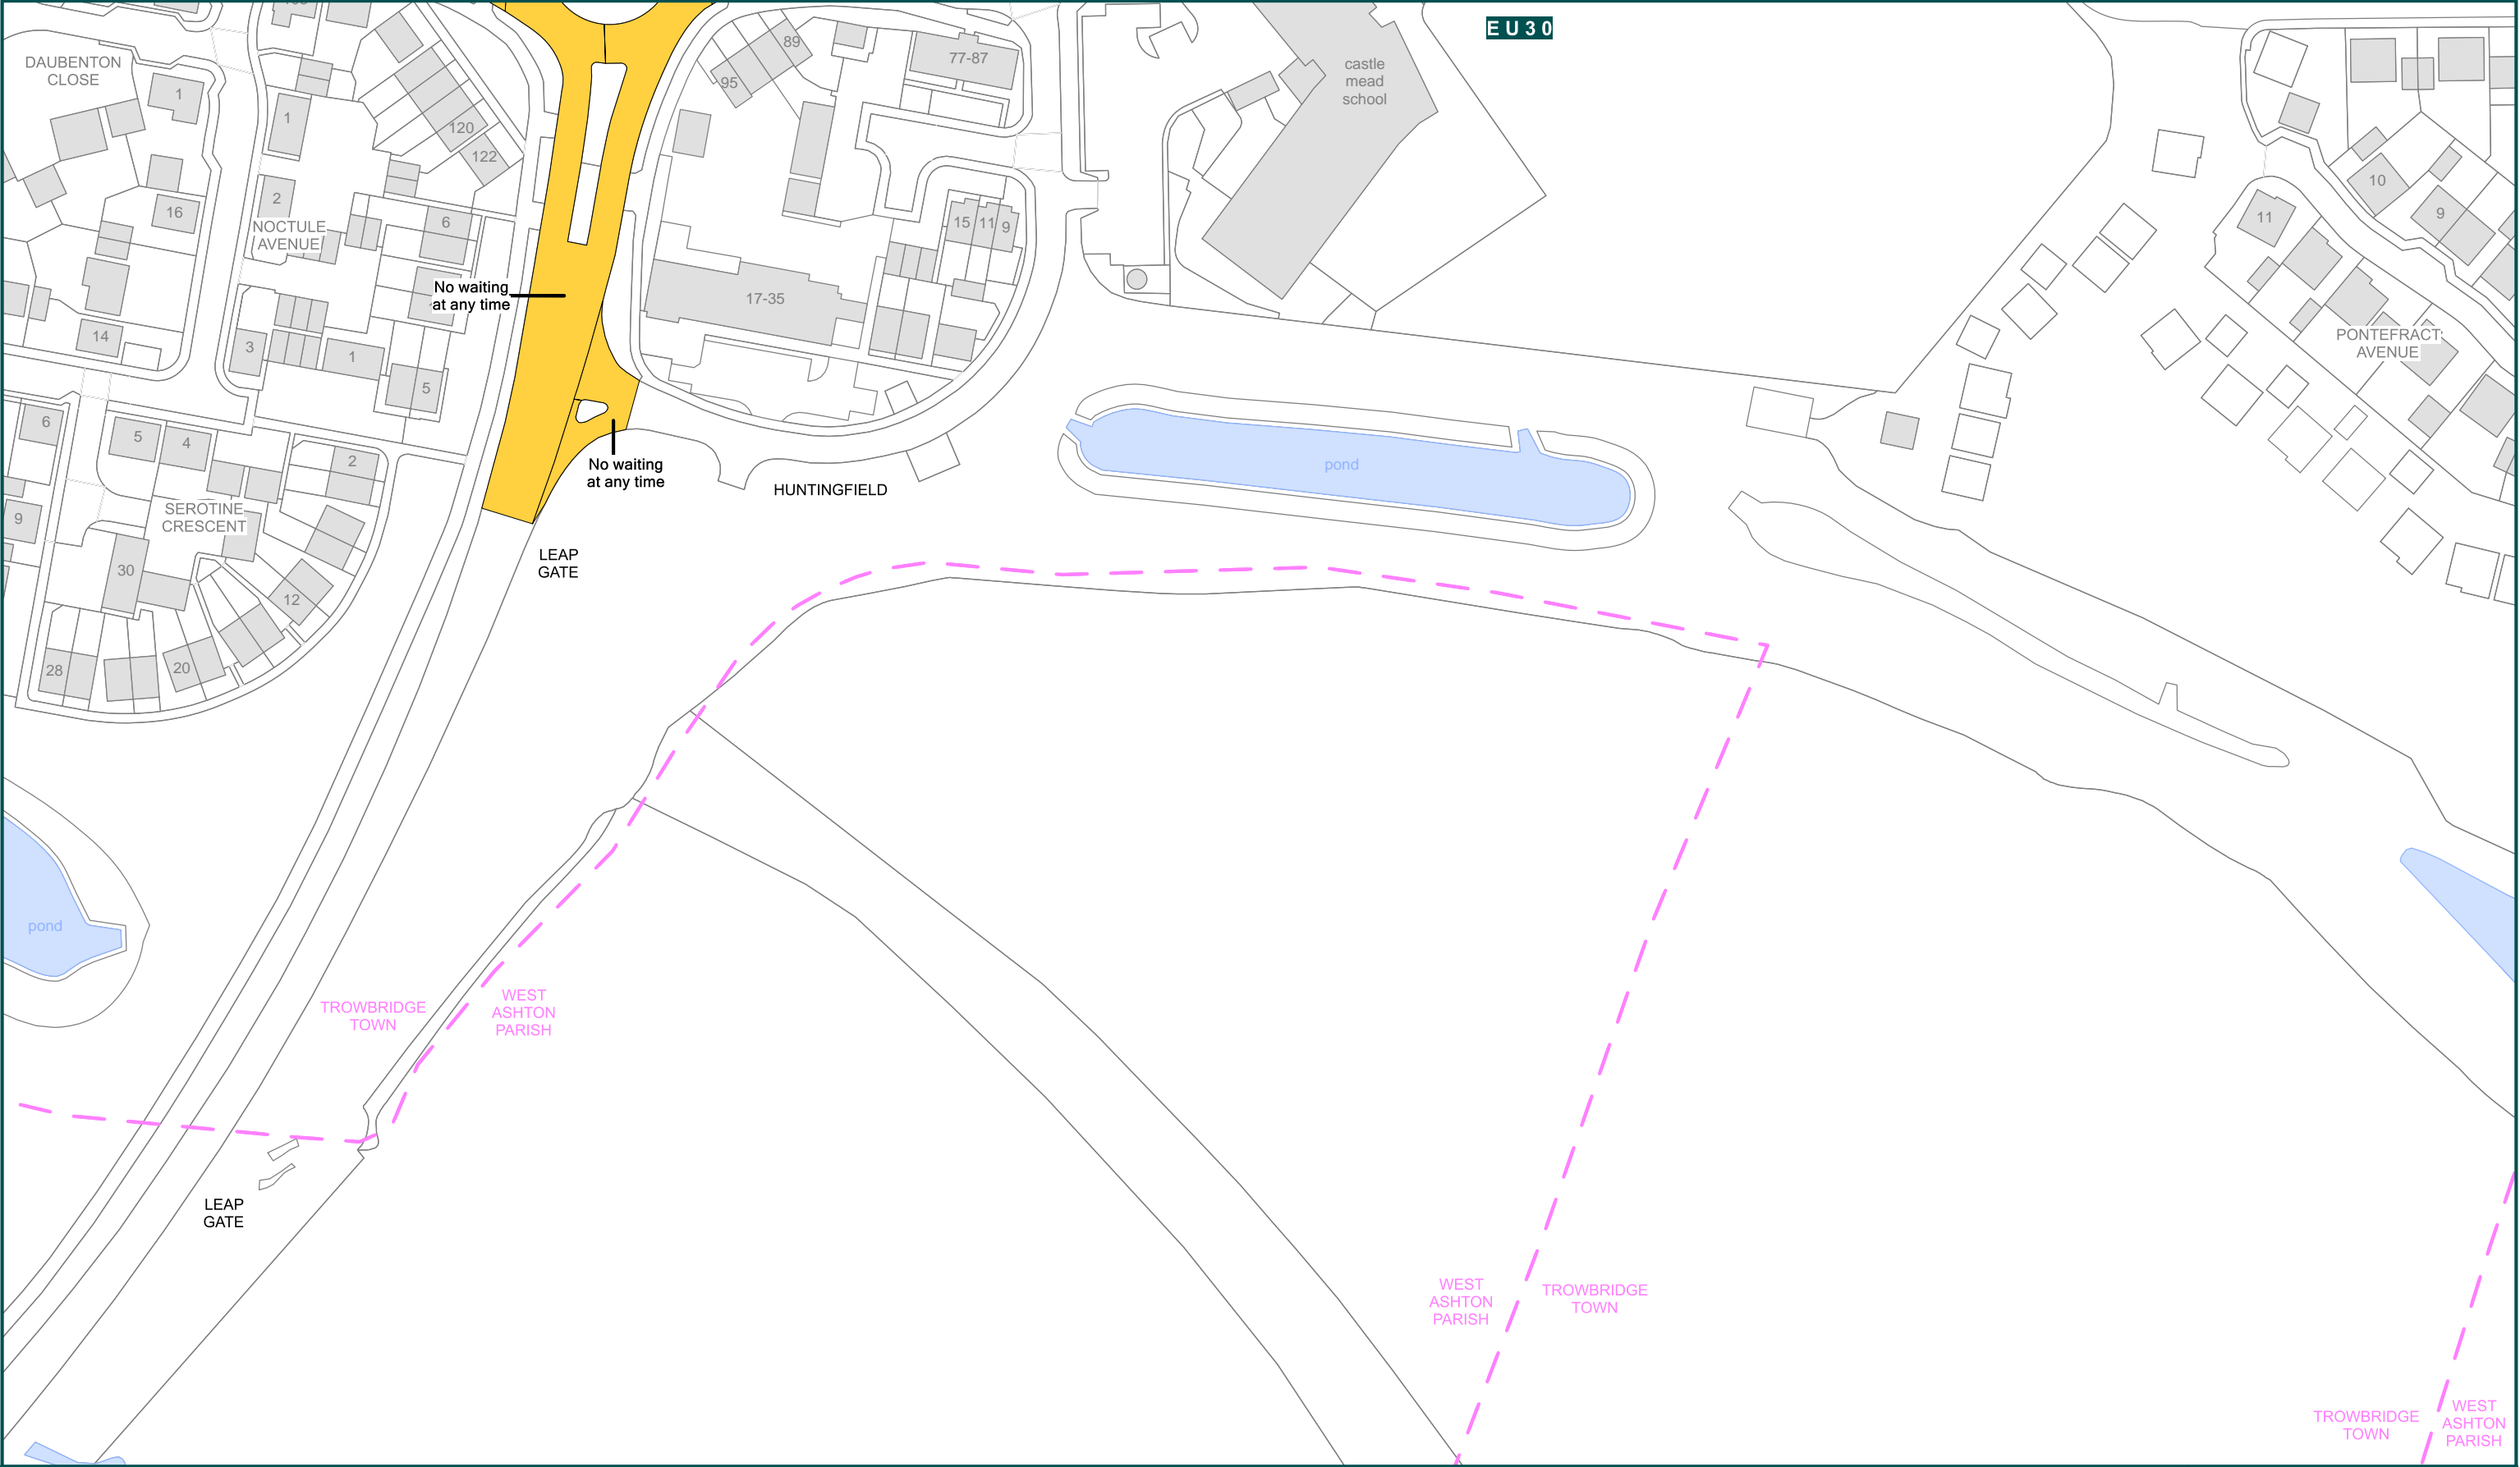 EU30
DAUBENTON
CLOSE
1
1
120
122
95
89
77-87
castle
mead
school
10
9
11
16
2
NOCTULE
AVENUE
6
15
11
9
No waiting
at any time
17-35
14
3
1
5
PONTEFRACT
AVENUE
6
5
4
2
No waiting
at any time
HUNTINGFIELD
pond
9
SEROTINE
CRESCENT
LEAP
GATE
30
12
28
20
pond
TROWBRIDGE
TOWN
WEST
ASHTON
PARISH
LEAP
GATE
WEST
ASHTON
PARISH
TROWBRIDGE
TOWN
TROWBRIDGE
TOWN
WEST
ASHTON
PARISH